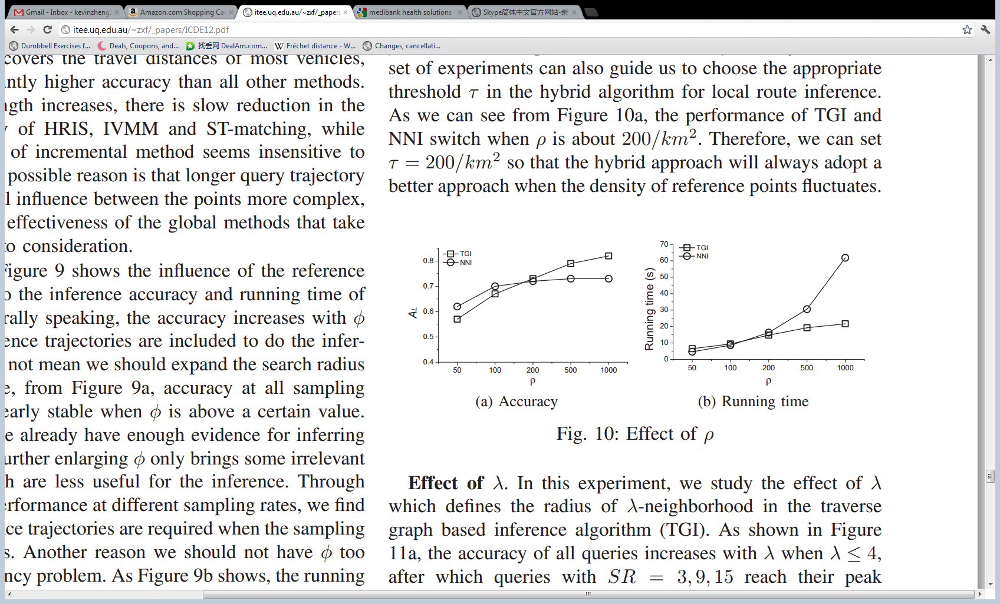 Gmail - Inbox - kevinzheng
Amazon.com Shopping Ca
itee.uq.edu.au/~zxf/_papers
medibank health solutions
Skype简体中文官方网站-最
itee.uq.edu.au/~zxf/_papers/ICDE12.pdf
Dumbbell Exercises f...
Deals, Coupons, and...
找丢网 DealAm.com...
Fréchet distance - W...
Changes, cancellati...
covers the travel distances of most vehicles,
antly higher accuracy than all other methods.
ngth increases, there is slow reduction in the
of HRIS, IVMM and ST-matching, while
of incremental method seems insensitive to
possible reason is that longer query trajectory
l influence between the points more complex,
effectiveness of the global methods that take
to consideration.
Figure 9 shows the influence of the reference
o the inference accuracy and running time of
rally speaking, the accuracy increases with ϕ
ence trajectories are included to do the infer-
not mean we should expand the search radius
e, from Figure 9a, accuracy at all sampling
early stable when ϕ is above a certain value.
e already have enough evidence for inferring
urther enlarging ϕ only brings some irrelevant
h are less useful for the inference. Through
erformance at different sampling rates, we find
ce trajectories are required when the sampling
s. Another reason we should not have ϕ too
ncy problem. As Figure 9b shows, the running
set of experiments can also guide us to choose the appropriate
threshold τ in the hybrid algorithm for local route inference.
As we can see from Figure 10a, the performance of TGI and
NNI switch when ρ is about 200/km². Therefore, we can set
τ = 200/km² so that the hybrid approach will always adopt a
better approach when the density of reference points fluctuates.
TGI
NNI
0.8
0.7
0.6
0.5
0.4
A_L
50 100 200 500 1000
ρ
(a) Accuracy
TGI
NNI
70
60
50
40
30
20
10
0
Running time (s)
50 100 200 500 1000
ρ
(b) Running time
Fig. 10: Effect of ρ
Effect of λ. In this experiment, we study the effect of λ
which defines the radius of λ-neighborhood in the traverse
graph based inference algorithm (TGI). As shown in Figure
11a, the accuracy of all queries increases with λ when λ ≤ 4,
after which queries with SR = 3, 9, 15 reach their peak